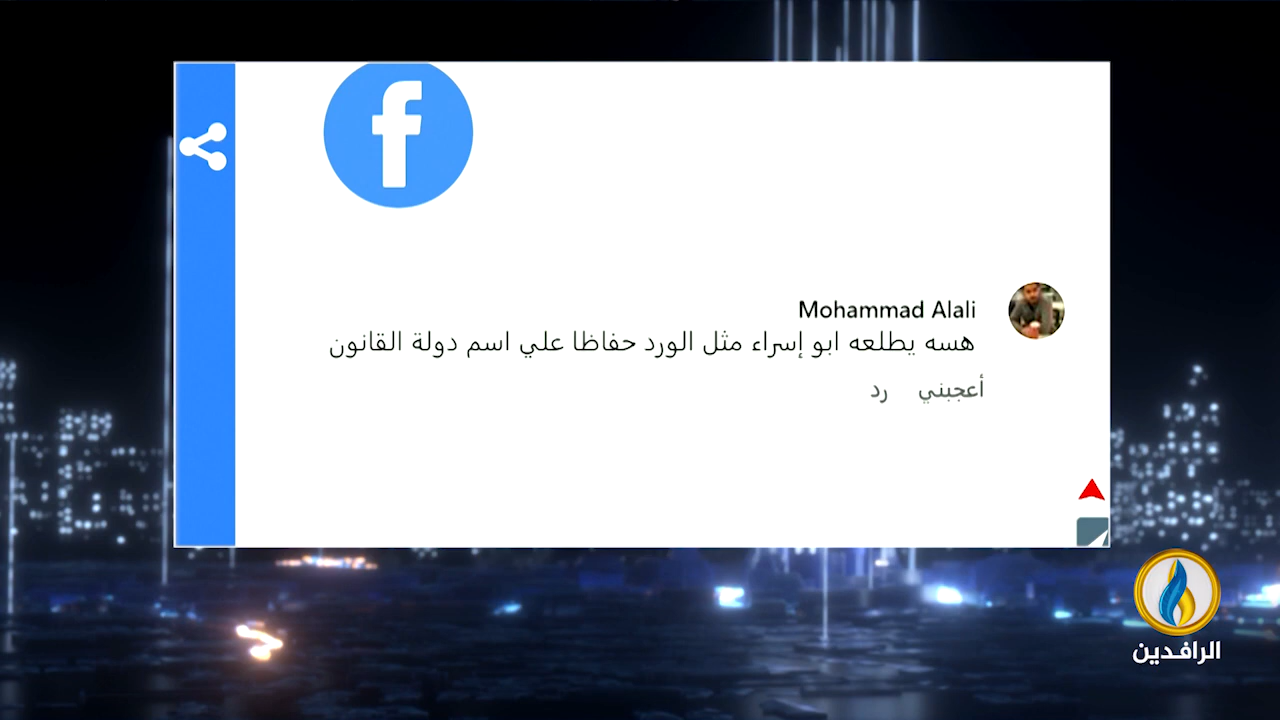 f
Mohammad Alali
هسه يطلعه ابو إسراء مثل الورد حفاظا علي اسم دولة القانون
أعجبني رد
الرافدين